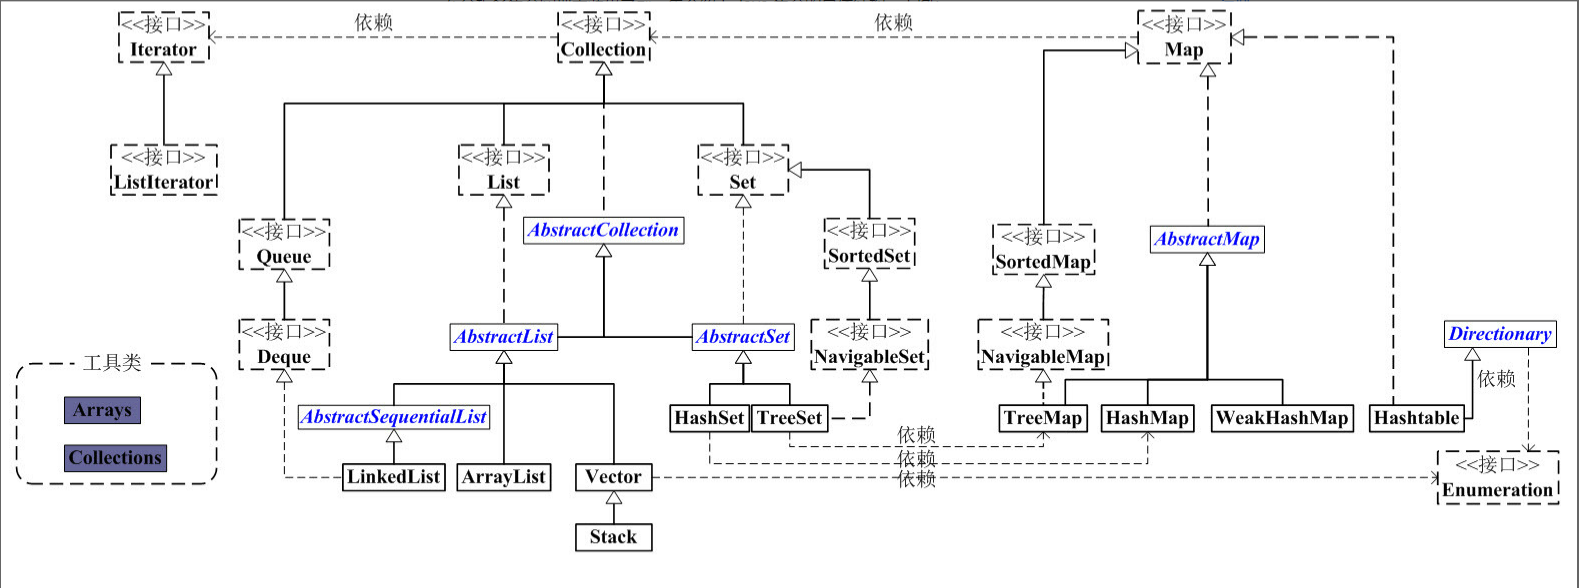 <<接口>>
Iterator
依赖
<<接口>>
Collection
依赖
<<接口>>
Map
<<接口>>
ListIterator
<<接口>>
List
<<接口>>
Set
<<接口>>
Queue
AbstractCollection
<<接口>>
SortedSet
<<接口>>
SortedMap
AbstractMap
<<接口>>
Deque
AbstractList
AbstractSet
<<接口>>
NavigableSet
<<接口>>
NavigableMap
Directionary
依赖
工具类
Arrays
Collections
AbstractSequentialList
HashSet
TreeSet
TreeMap
HashMap
WeakHashMap
Hashtable
依赖
依赖
依赖
LinkedList
ArrayList
Vector
<<接口>>
Enumeration
Stack